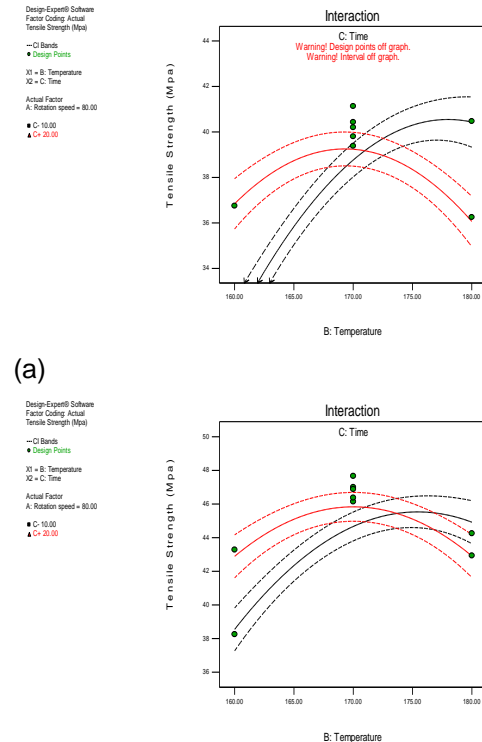 Design-Expert® Software
Factor Coding: Actual
Tensile Strength (Mpa)
CI Bands
Design Points
X1 = B: Temperature
X2 = C: Time
Actual Factor
A: Rotation speed = 80.00
C- 10.00
C+ 20.00
Interaction
C: Time
Warning! Design points off graph.
Warning! Interval off graph.
Tensile Strength (Mpa)
44
42
40
38
36
34
160.00 165.00 170.00 175.00 180.00
B: Temperature
(a)
Design-Expert® Software
Factor Coding: Actual
Tensile Strength (Mpa)
CI Bands
Design Points
X1 = B: Temperature
X2 = C: Time
Actual Factor
A: Rotation speed = 80.00
C- 10.00
C+ 20.00
Interaction
C: Time
Tensile Strength (Mpa)
50
48
46
44
42
40
38
36
160.00 165.00 170.00 175.00 180.00
B: Temperature